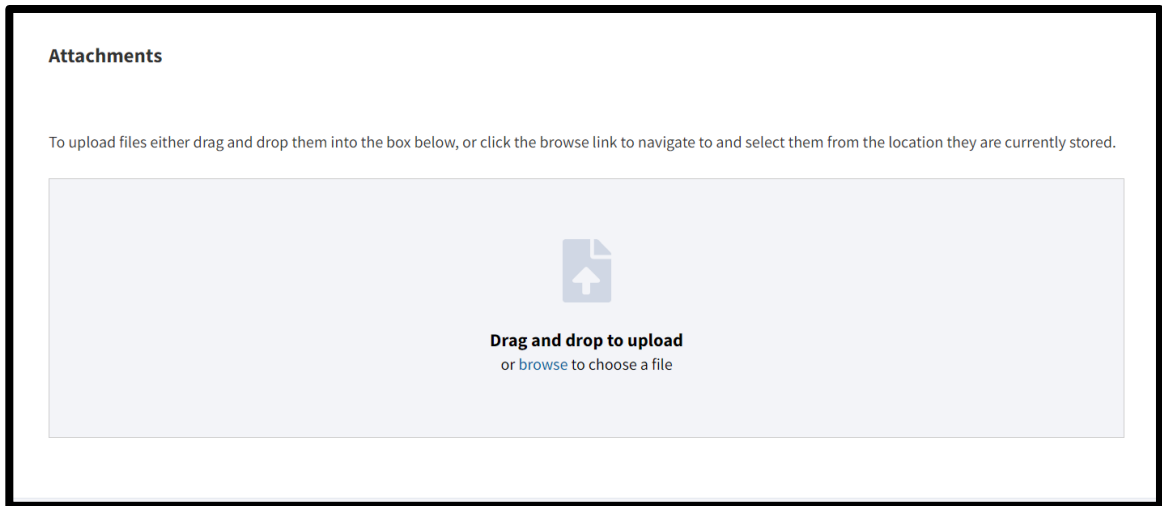 Attachments
To upload files either drag and drop them into the box below, or click the browse link to navigate to and select them from the location they are currently stored.
Drag and drop to upload
or browse to choose a file